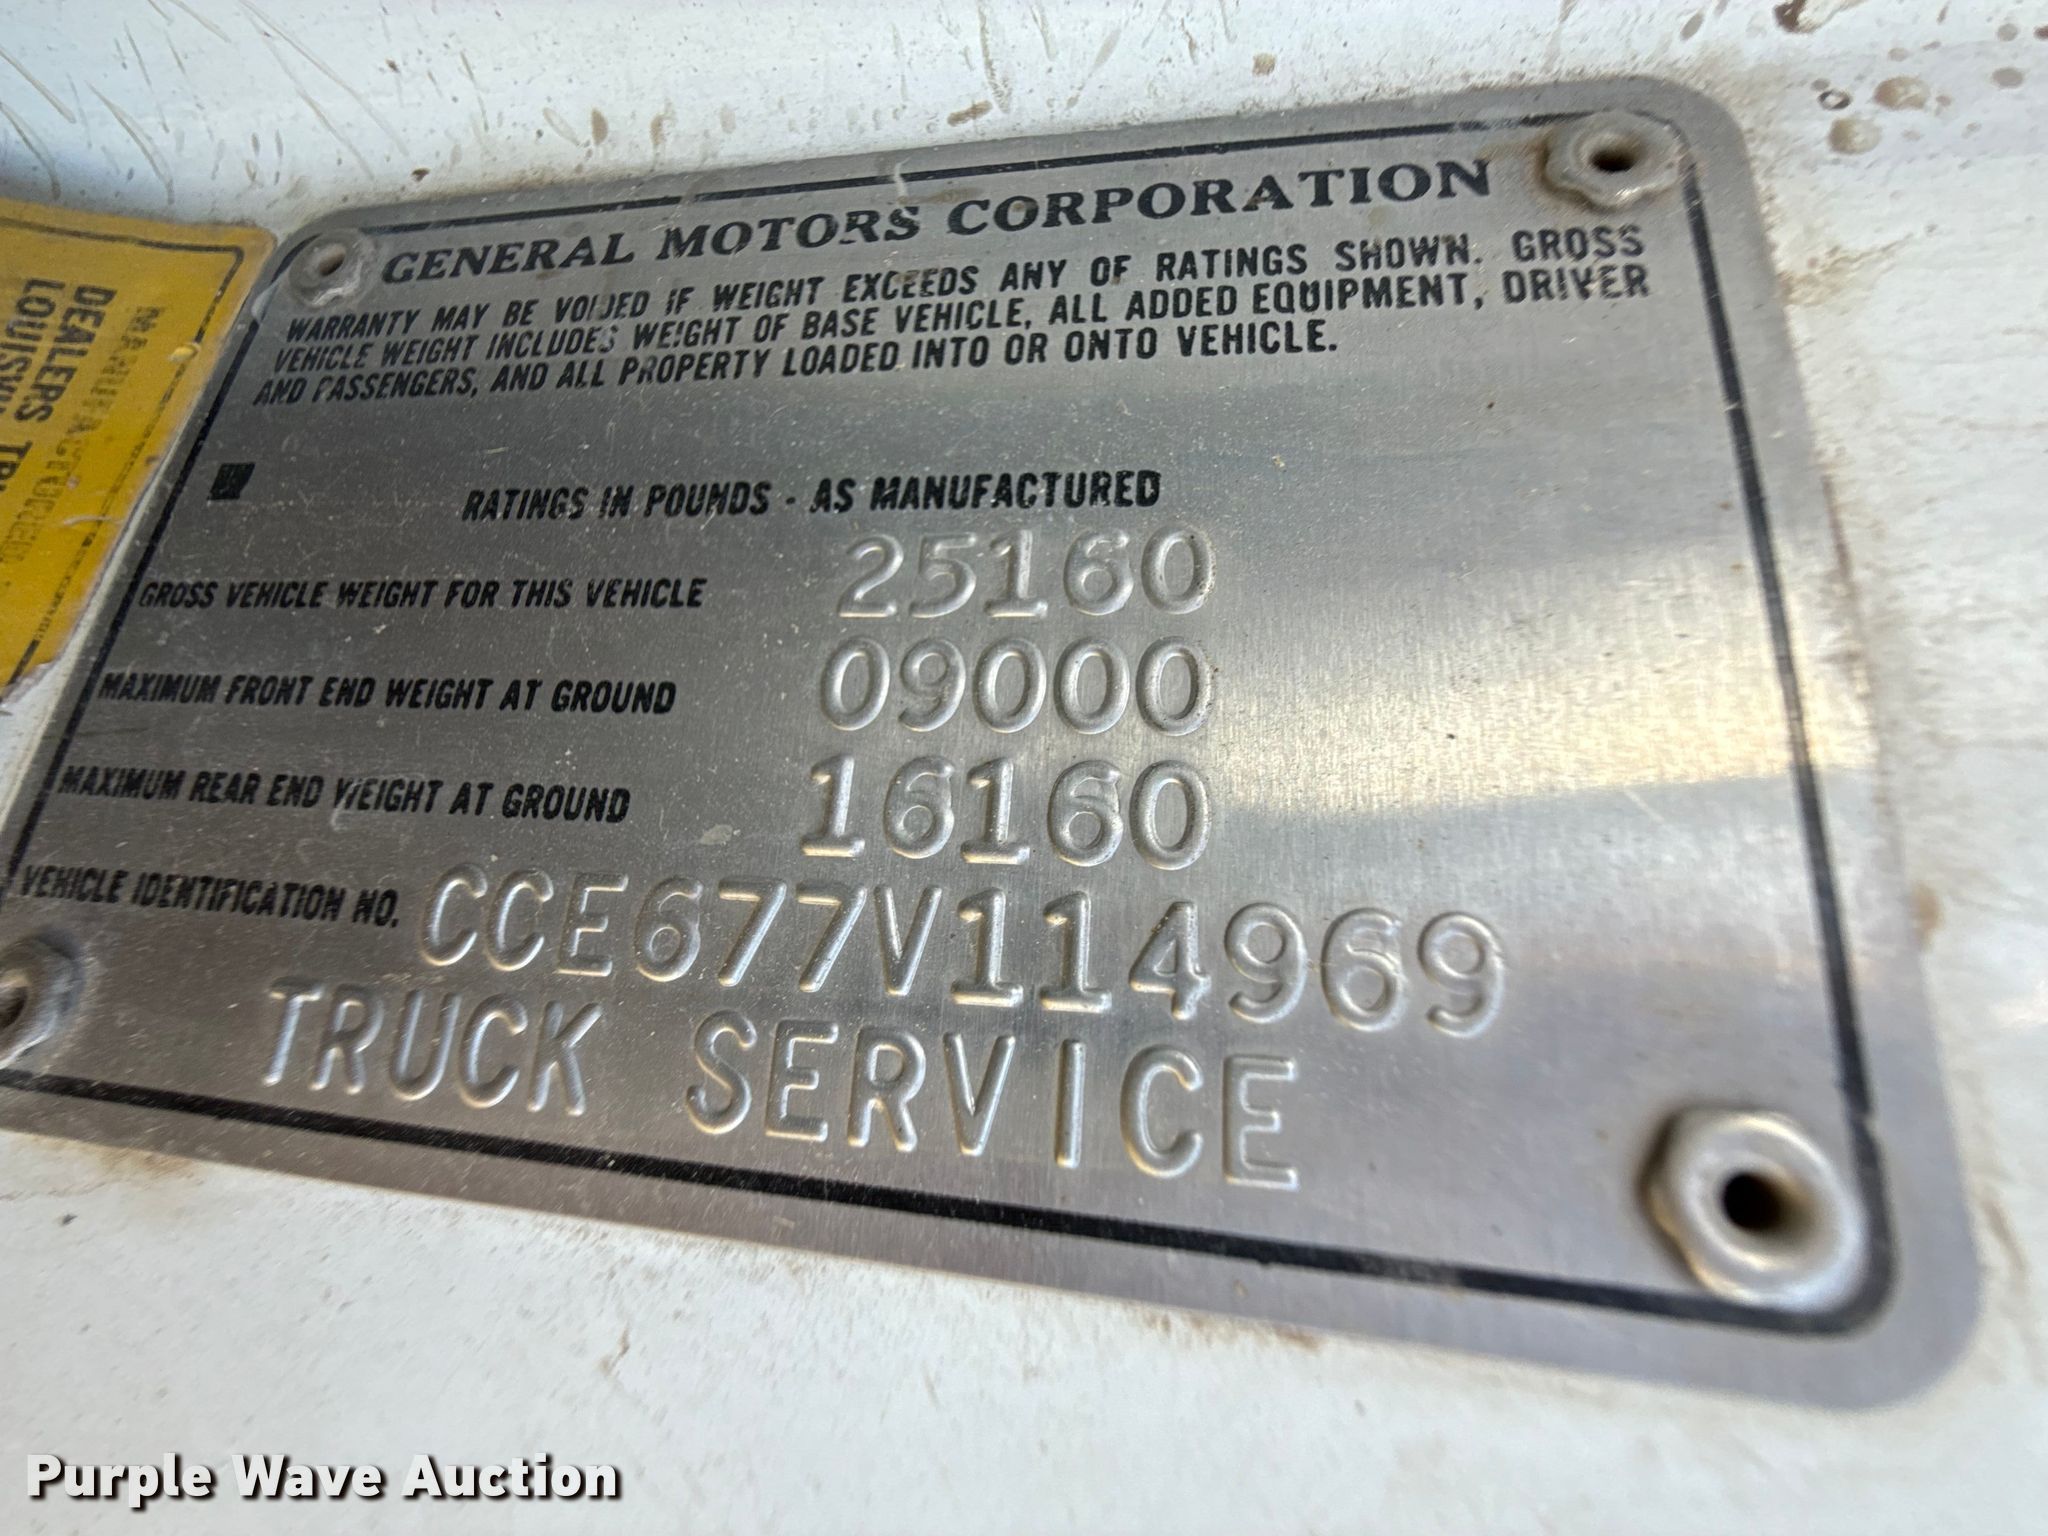 GENERAL MOTORS CORPORATION
WARRANTY MAY BE VOIDED IF WEIGHT EXCEEDS ANY OF RATINGS SHOWN. GROSS
VEHICLE WEIGHT INCLUDES WEIGHT OF BASE VEHICLE, ALL ADDED EQUIPMENT, DRIVER
AND PASSENGERS, AND ALL PROPERTY LOADED INTO OR ONTO VEHICLE.
RATINGS IN POUNDS - AS MANUFACTURED
GROSS VEHICLE WEIGHT FOR THIS VEHICLE 25160
MAXIMUM FRONT END WEIGHT AT GROUND 09000
MAXIMUM REAR END WEIGHT AT GROUND 16160
VEHICLE IDENTIFICATION NO. CCE677V114969
TRUCK SERVICE
DEALERS
Purple Wave Auction